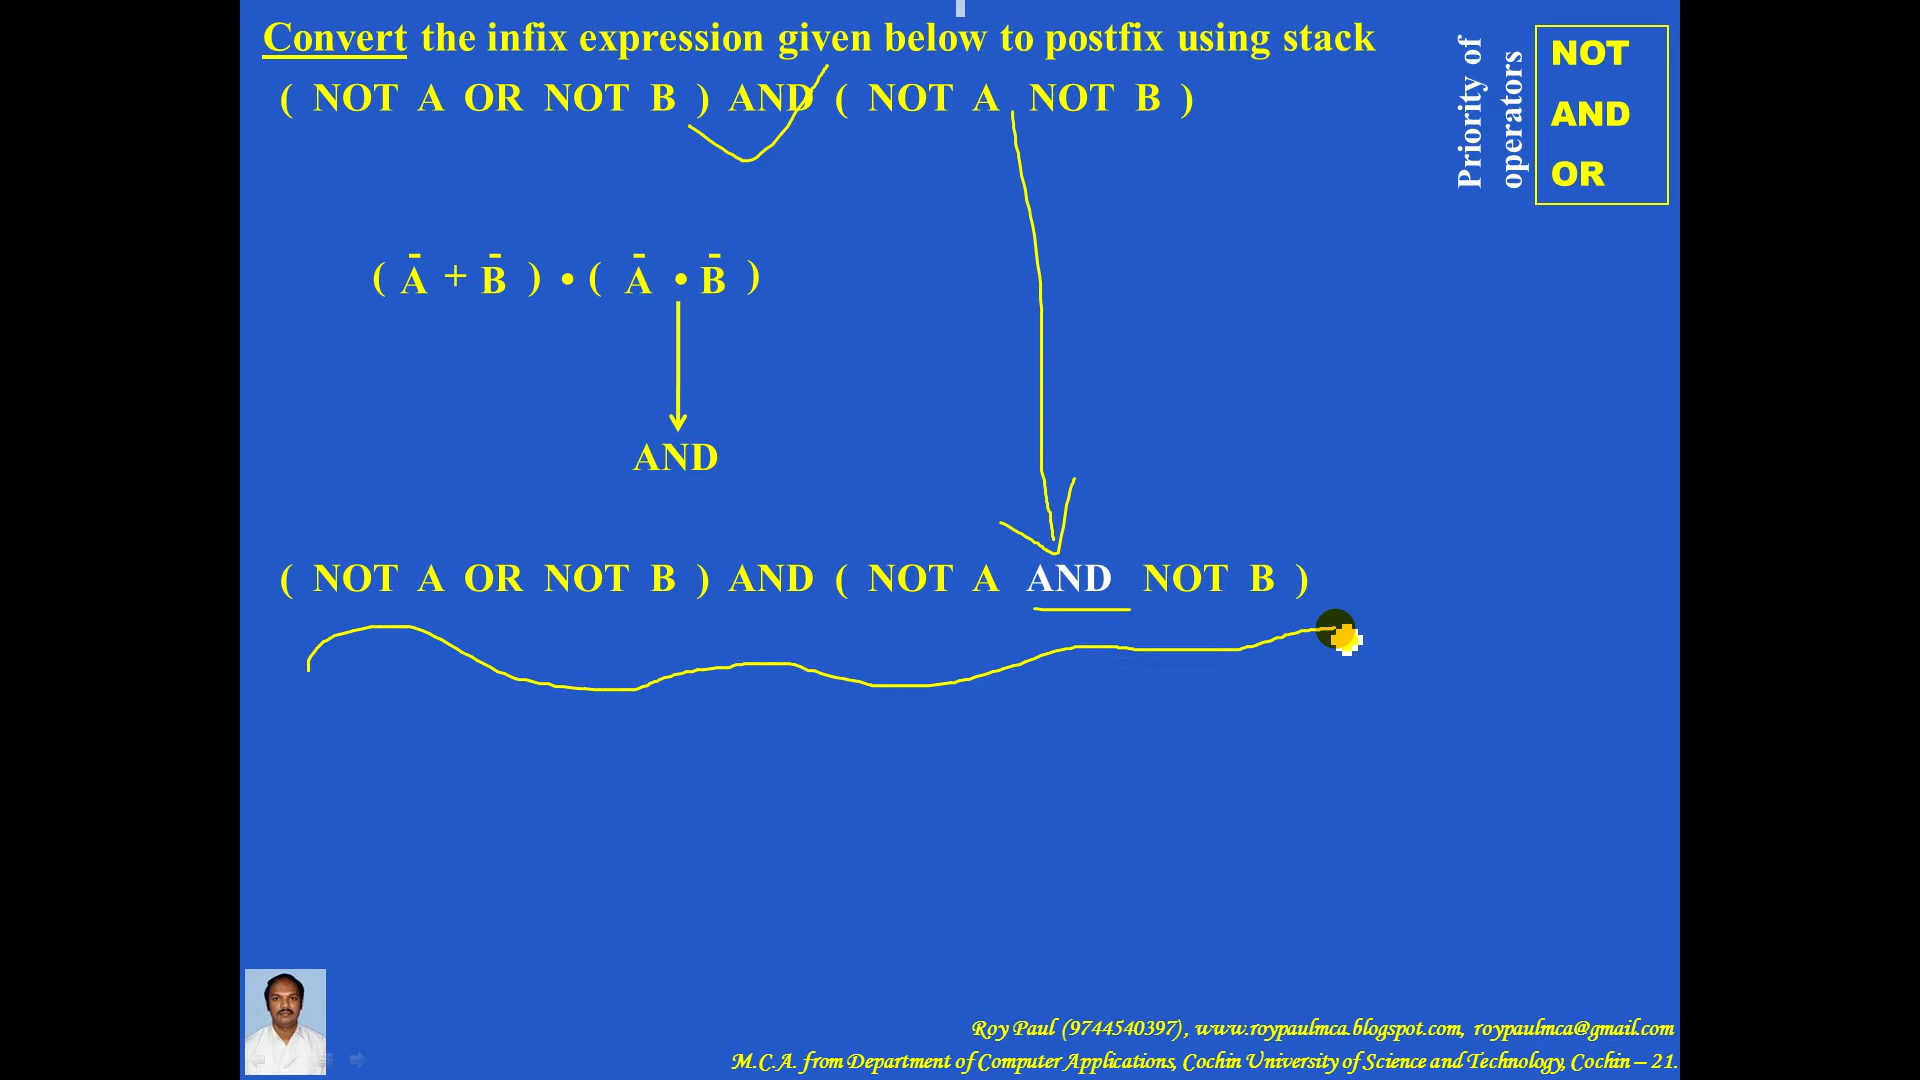 Convert the infix expression given below to postfix using stack
( NOT A OR NOT B ) AND ( NOT A NOT B )
Priority of
operators
NOT
AND
OR
( Ā + B̄ ) • ( Ā • B̄ )
AND
( NOT A OR NOT B ) AND ( NOT A AND NOT B )
Roy Paul (9744540397), www.roypaulmca.blogspot.com, roypaulmca@gmail.com
M.C.A. from Department of Computer Applications, Cochin University of Science and Technology, Cochin – 21.